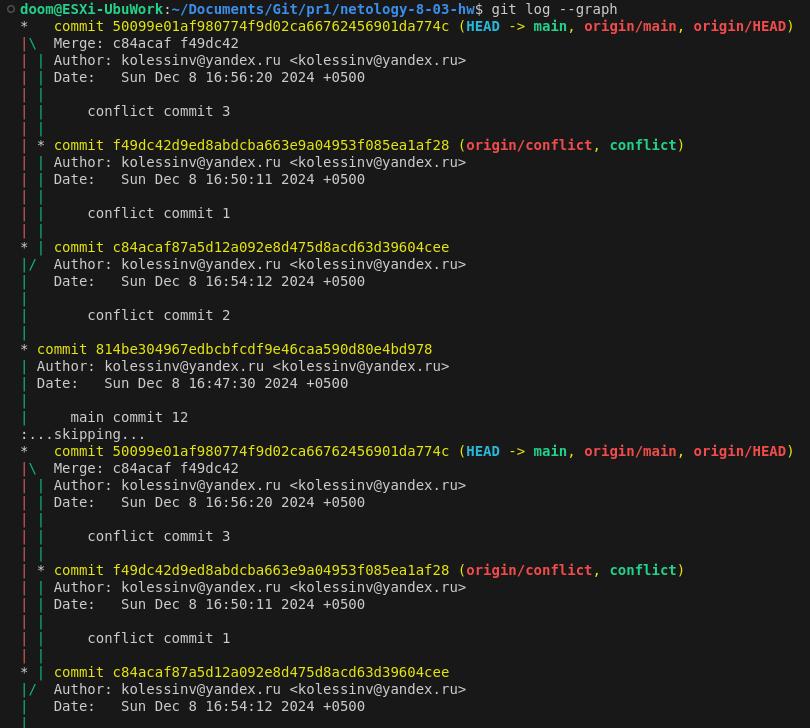 doom@ESXi-UbuWork:~/Documents/Git/pr1/netology-8-03-hw$ git log --graph
*   commit 50099e01af980774f9d02ca66762456901da774c (HEAD -> main, origin/main, origin/HEAD)
|\  Merge: c84acaf f49dc42
| | Author: kolessinv@yandex.ru <kolessinv@yandex.ru>
| | Date:   Sun Dec 8 16:56:20 2024 +0500
| |
| |     conflict commit 3
| |
| * commit f49dc42d9ed8abdcba663e9a04953f085ea1af28 (origin/conflict, conflict)
| | Author: kolessinv@yandex.ru <kolessinv@yandex.ru>
| | Date:   Sun Dec 8 16:50:11 2024 +0500
| |
| |     conflict commit 1
| |
* | commit c84acaf87a5d12a092e8d475d8acd63d39604cee
|/  Author: kolessinv@yandex.ru <kolessinv@yandex.ru>
|   Date:   Sun Dec 8 16:54:12 2024 +0500
|
|       conflict commit 2
|
* commit 814be304967edbcbfcdf9e46caa590d80e4bd978
| Author: kolessinv@yandex.ru <kolessinv@yandex.ru>
| Date:   Sun Dec 8 16:47:30 2024 +0500
|
|     main commit 12
:...skipping...
*   commit 50099e01af980774f9d02ca66762456901da774c (HEAD -> main, origin/main, origin/HEAD)
|\  Merge: c84acaf f49dc42
| | Author: kolessinv@yandex.ru <kolessinv@yandex.ru>
| | Date:   Sun Dec 8 16:56:20 2024 +0500
| |
| |     conflict commit 3
| |
| * commit f49dc42d9ed8abdcba663e9a04953f085ea1af28 (origin/conflict, conflict)
| | Author: kolessinv@yandex.ru <kolessinv@yandex.ru>
| | Date:   Sun Dec 8 16:50:11 2024 +0500
| |
| |     conflict commit 1
| |
* | commit c84acaf87a5d12a092e8d475d8acd63d39604cee
|/  Author: kolessinv@yandex.ru <kolessinv@yandex.ru>
|   Date:   Sun Dec 8 16:54:12 2024 +0500
|